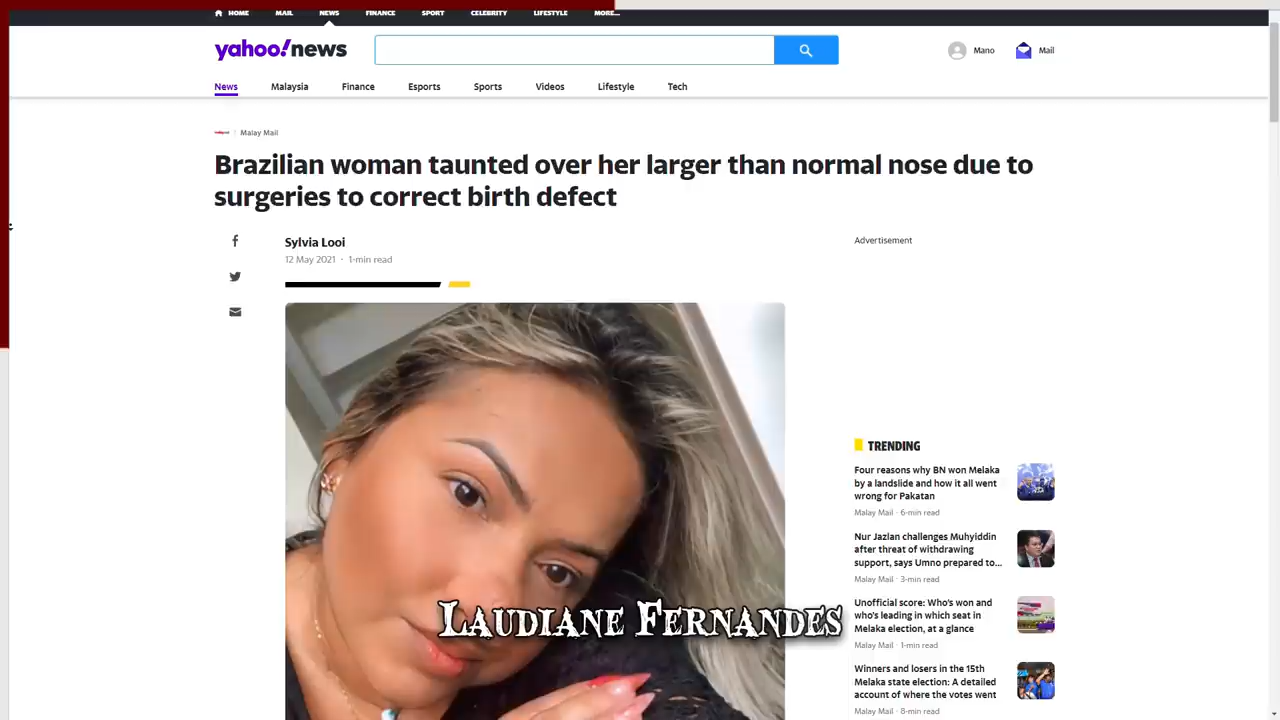 HOME MAIL NEWS FINANCE SPORT CELEBRITY LIFESTYLE MORE...
yahoo!news
Mano
Mail
News Malaysia Finance Esports Sports Videos Lifestyle Tech
Malay Mail
Brazilian woman taunted over her larger than normal nose due to
surgeries to correct birth defect
Sylvia Looi
12 May 2021 · 1-min read
Advertisement
LAUDIANE FERNANDES
TRENDING
Four reasons why BN won Melaka
by a landslide and how it all went
wrong for Pakatan
Malay Mail · 6-min read
Nur Jazlan challenges Muhyiddin
after threat of withdrawing
support, says Umno prepared to...
Malay Mail · 3-min read
Unofficial score: Who's won and
who's leading in which seat in
Melaka election, at a glance
Malay Mail · 1-min read
Winners and losers in the 15th
Melaka state election: A detailed
account of where the votes went
Malay Mail · 8-min read